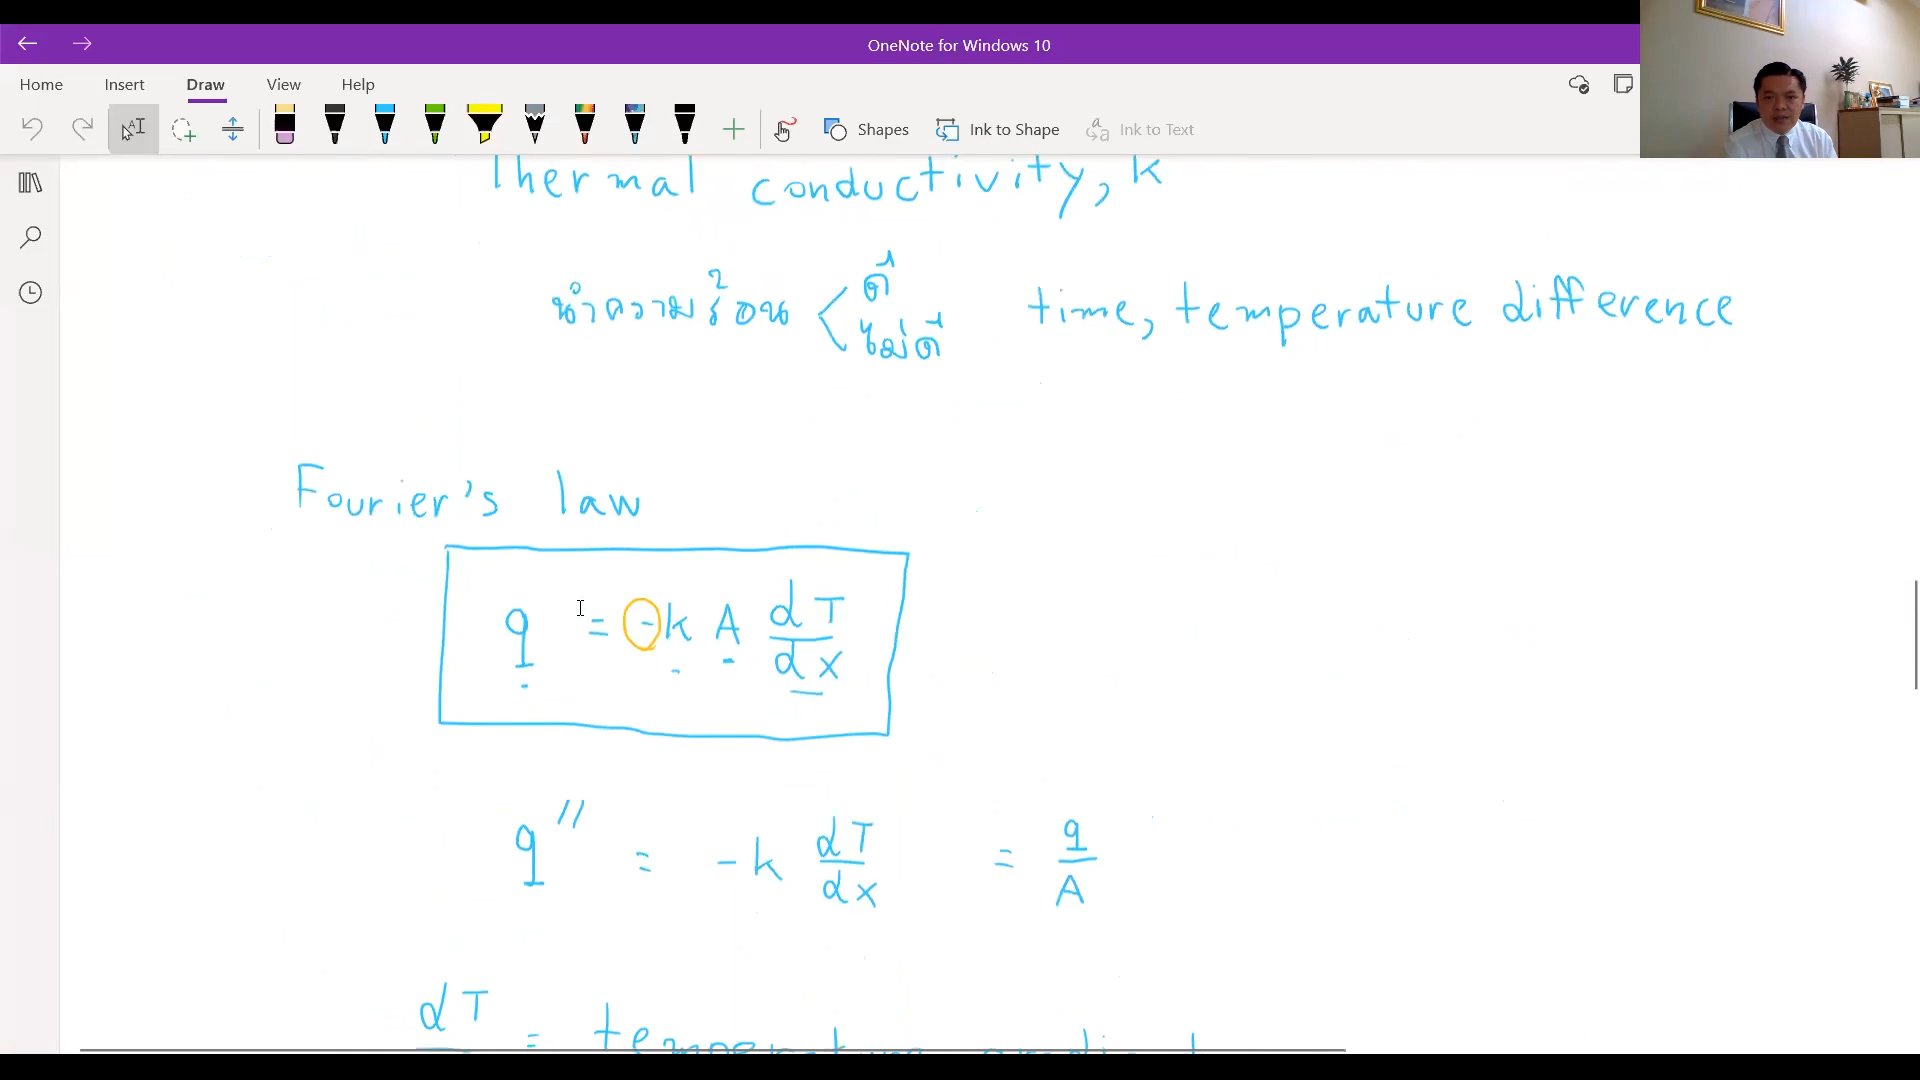 OneNote for Windows 10
Home Insert Draw View Help
Shapes Ink to Shape Ink to Text
Thermal conductivity, k
นำความร้อน < ดี ไม่ดี time, temperature difference
Fourier's law
q = -k A dT/dx
q'' = -k dT/dx = q/A
dT = temperature gradient